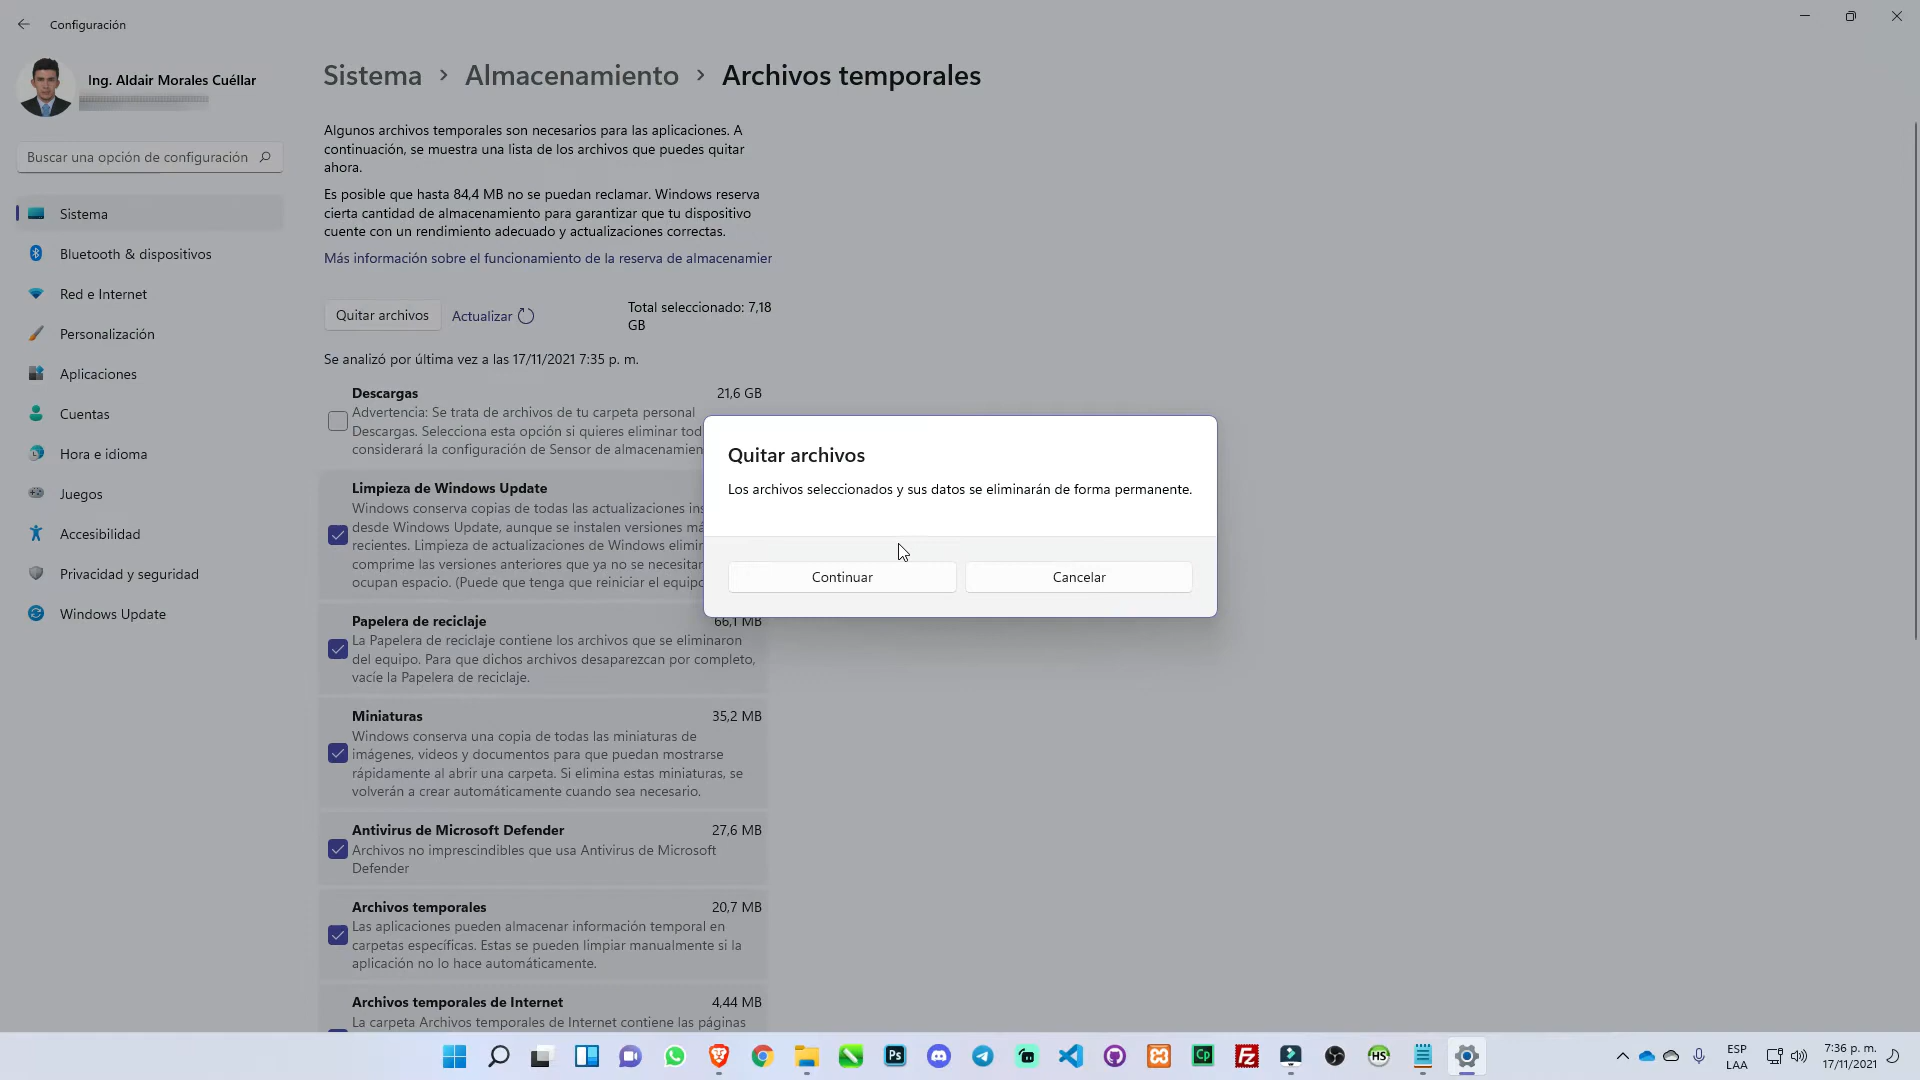 Configuración
Ing. Aldair Morales Cuéllar
Buscar una opción de configuración
Sistema
Bluetooth & dispositivos
Red e Internet
Personalización
Aplicaciones
Cuentas
Hora e idioma
Juegos
Accesibilidad
Privacidad y seguridad
Windows Update
Sistema > Almacenamiento > Archivos temporales
Algunos archivos temporales son necesarios para las aplicaciones. A
continuación, se muestra una lista de los archivos que puedes quitar
ahora.
Es posible que hasta 84,4 MB no se puedan reclamar. Windows reserva
cierta cantidad de almacenamiento para garantizar que tu dispositivo
cuente con un rendimiento adecuado y actualizaciones correctas.
Más información sobre el funcionamiento de la reserva de almacenamier
Quitar archivos
Actualizar
Total seleccionado: 7,18
GB
Se analizó por última vez a las 17/11/2021 7:35 p. m.
Descargas 21,6 GB
Advertencia: Se trata de archivos de tu carpeta personal
Descargas. Selecciona esta opción si quieres eliminar tod
considerará la configuración de Sensor de almacenamien
Limpieza de Windows Update
Windows conserva copias de todas las actualizaciones ins
desde Windows Update, aunque se instalen versiones má
recientes. Limpieza de actualizaciones de Windows elimin
comprime las versiones anteriores que ya no se necesitar
ocupan espacio. (Puede que tenga que reiniciar el equipo
Papelera de reciclaje 66,1 MB
La Papelera de reciclaje contiene los archivos que se eliminaron
del equipo. Para que dichos archivos desaparezcan por completo,
vacíe la Papelera de reciclaje.
Miniaturas 35,2 MB
Windows conserva una copia de todas las miniaturas de
imágenes, vídeos y documentos para que puedan mostrarse
rápidamente al abrir una carpeta. Si elimina estas miniaturas, se
volverán a crear automáticamente cuando sea necesario.
Antivirus de Microsoft Defender 27,6 MB
Archivos no imprescindibles que usa Antivirus de Microsoft
Defender
Archivos temporales 20,7 MB
Las aplicaciones pueden almacenar información temporal en
carpetas específicas. Estas se pueden limpiar manualmente si la
aplicación no lo hace automáticamente.
Archivos temporales de Internet 4,44 MB
La carpeta Archivos temporales de Internet contiene las páginas
Quitar archivos
Los archivos seleccionados y sus datos se eliminarán de forma permanente.
Continuar
Cancelar
Ps
Cp
Fz
HS
ESP
LAA
7:36 p. m.
17/11/2021